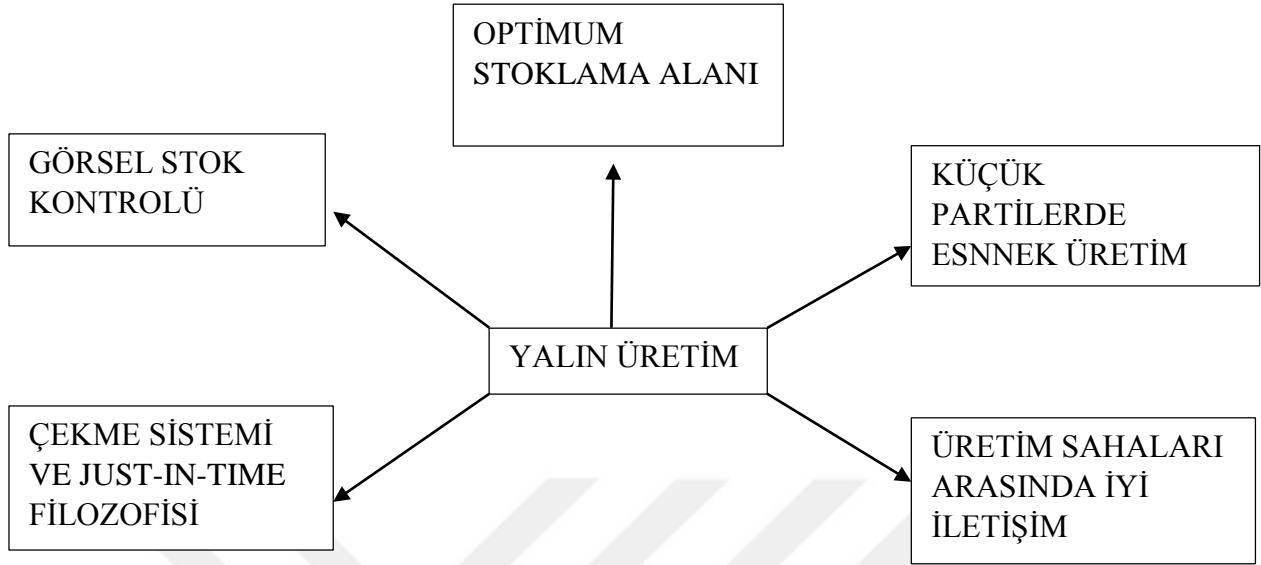 OPTİMUM
STOKLAMA ALANI
GÖRSEL STOK
KONTROLÜ
KÜÇÜK
PARTİLERDE
ESNNEK ÜRETİM
YALIN ÜRETİM
ÇEKME SİSTEMİ
VE JUST-IN-TIME
FİLOZOFİSİ
ÜRETİM SAHALARI
ARASINDA İYİ
İLETİŞİM